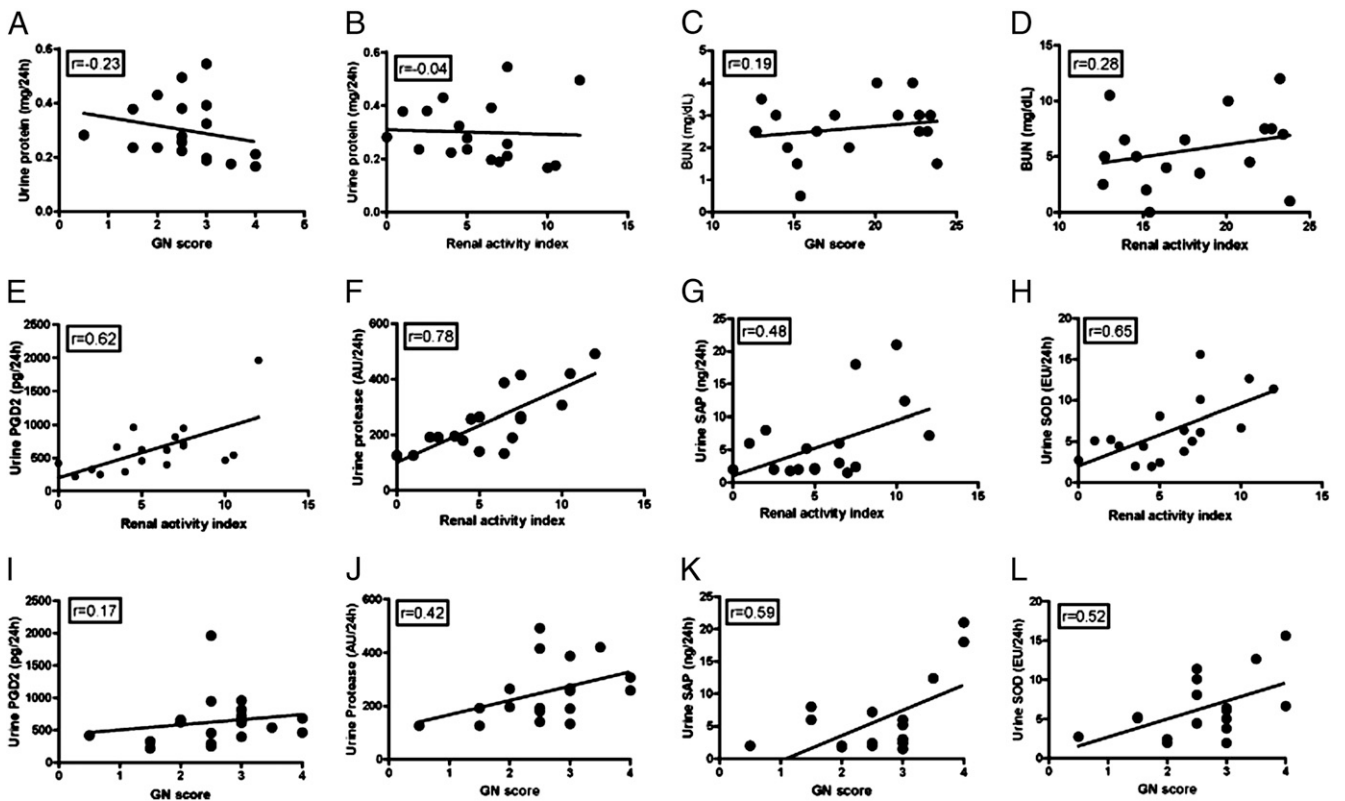 A
B
C
D
r=-0.23
r=-0.04
r=0.19
r=0.28
Urine protein (mg/24h)
0.6
0.4
0.2
0.0
0 1 2 3 4 5
GN score
Urine protein (mg/24h)
0.6
0.4
0.2
0.0
0 5 10 15
Renal activity index
BUN (mg/dL)
5
4
3
2
1
0
10 15 20 25
GN score
BUN (mg/dL)
15
10
5
0
10 15 20 25
Renal activity index
E
F
G
H
r=0.62
r=0.78
r=0.48
r=0.65
Urine PGD2 (pg/24h)
2500
2000
1500
1000
500
0
0 5 10 15
Renal activity index
Urine protease (AU/24h)
600
400
200
0
0 5 10 15
Renal activity index
Urine SAP (ng/24h)
25
20
15
10
5
0
0 5 10 15
Renal activity index
Urine SOD (EU/24h)
20
15
10
5
0
0 5 10 15
Renal activity index
I
J
K
L
r=0.17
r=0.42
r=0.59
r=0.52
Urine PGD2 (pg/24h)
2500
2000
1500
1000
500
0
0 1 2 3 4
GN score
Urine Protease (AU/24h)
600
400
200
0
0 1 2 3 4
GN score
Urine SAP (ng/24h)
25
20
15
10
5
0
0 1 2 3 4
GN score
Urine SOD (EU/24h)
20
15
10
5
0
0 1 2 3 4
GN score